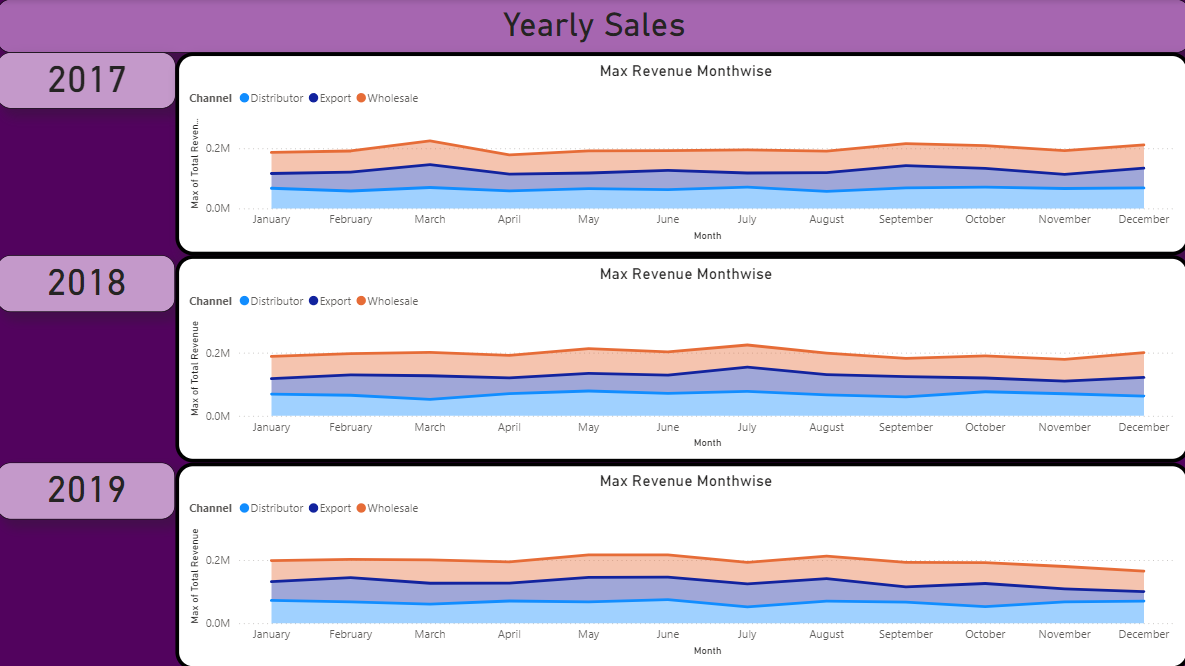 Yearly Sales
2017
Max Revenue Monthwise
Channel Distributor Export Wholesale
Max of Total Reven...
0.2M
0.0M
January February March April May June July August September October November December
Month
2018
Max Revenue Monthwise
Channel Distributor Export Wholesale
Max of Total Revenue
0.2M
0.0M
January February March April May June July August September October November December
Month
2019
Max Revenue Monthwise
Channel Distributor Export Wholesale
Max of Total Revenue
0.2M
0.0M
January February March April May June July August September October November December
Month